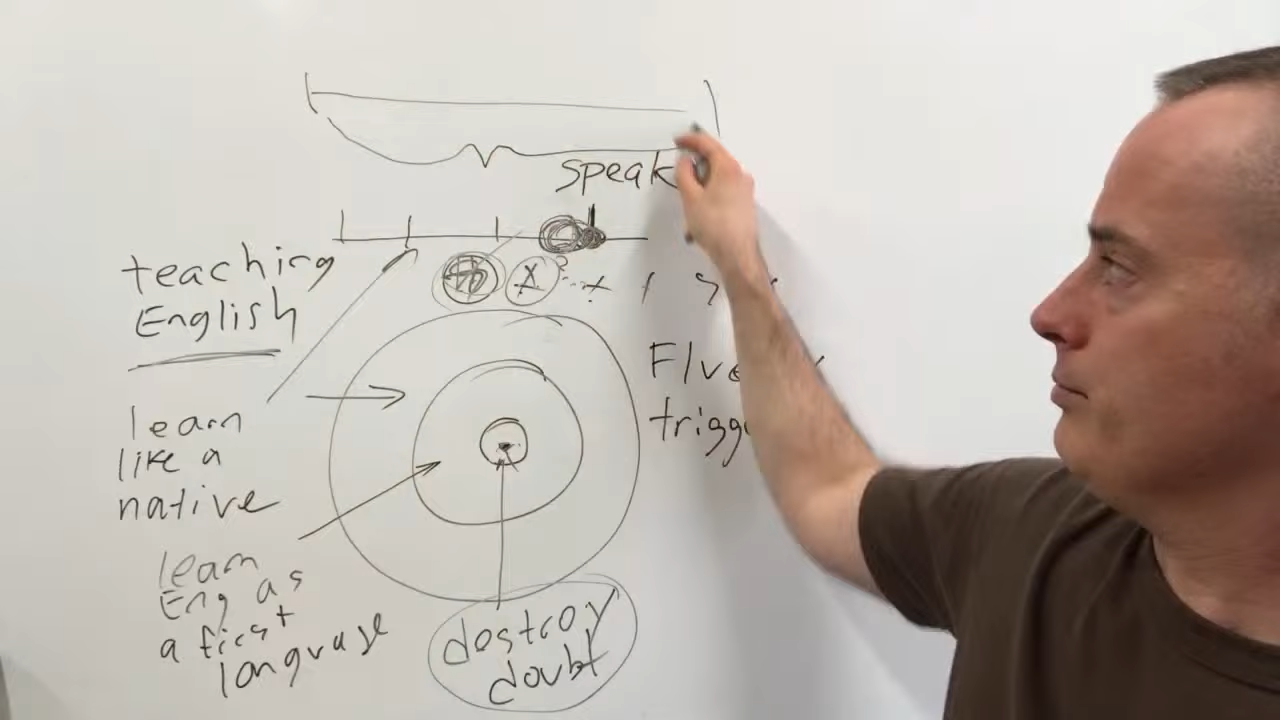 speak
teaching
English
learn
like a
native
learn
Eng as
a first
language
destroy
doubt